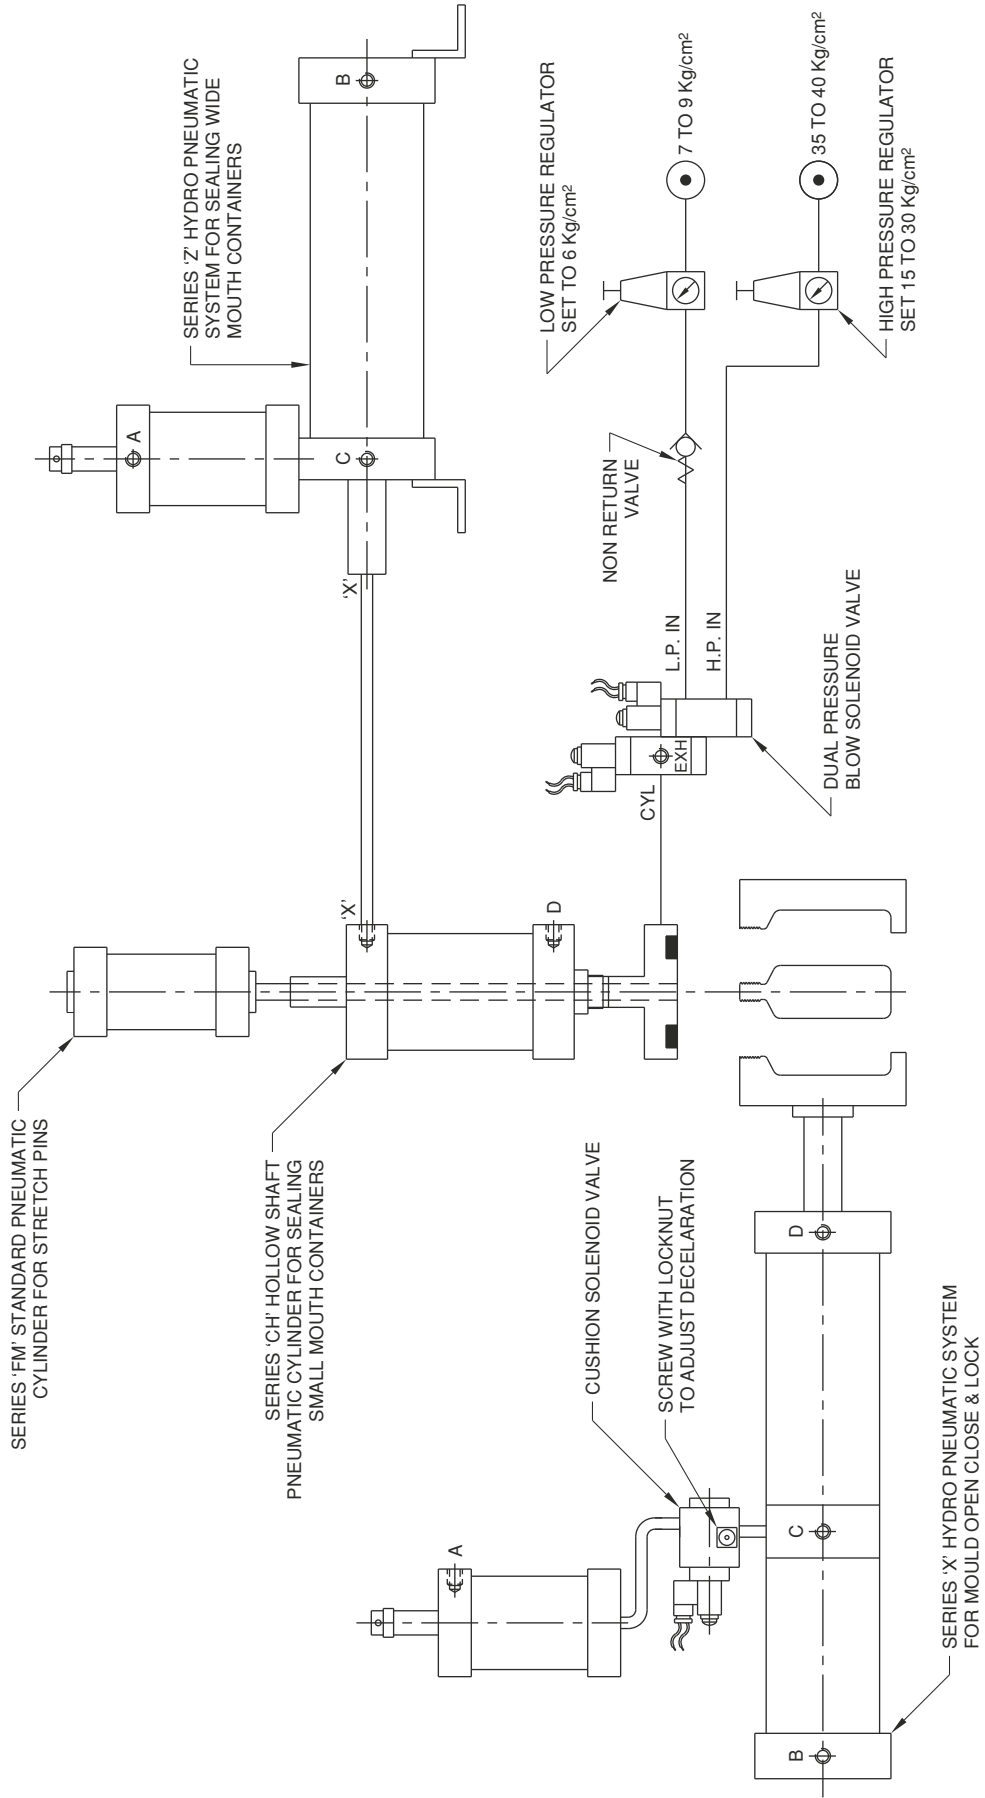 SERIES 'FM' STANDARD PNEUMATIC
CYLINDER FOR STRETCH PINS
SERIES 'CH' HOLLOW SHAFT
PNEUMATIC CYLINDER FOR SEALING
SMALL MOUTH CONTAINERS
SERIES 'Z' HYDRO PNEUMATIC
SYSTEM FOR SEALING WIDE
MOUTH CONTAINERS
A
B
C
'X'
'X'
D
CUSHION SOLENOID VALVE
SCREW WITH LOCKNUT
TO ADJUST DECELARATION
A
B
C
D
SERIES 'X' HYDRO PNEUMATIC SYSTEM
FOR MOULD OPEN CLOSE & LOCK
CYL
EXH
L.P. IN
H.P. IN
DUAL PRESSURE
BLOW SOLENOID VALVE
NON RETURN
VALVE
LOW PRESSURE REGULATOR
SET TO 6 Kg/cm²
7 TO 9 Kg/cm²
35 TO 40 Kg/cm²
HIGH PRESSURE REGULATOR
SET 15 TO 30 Kg/cm²